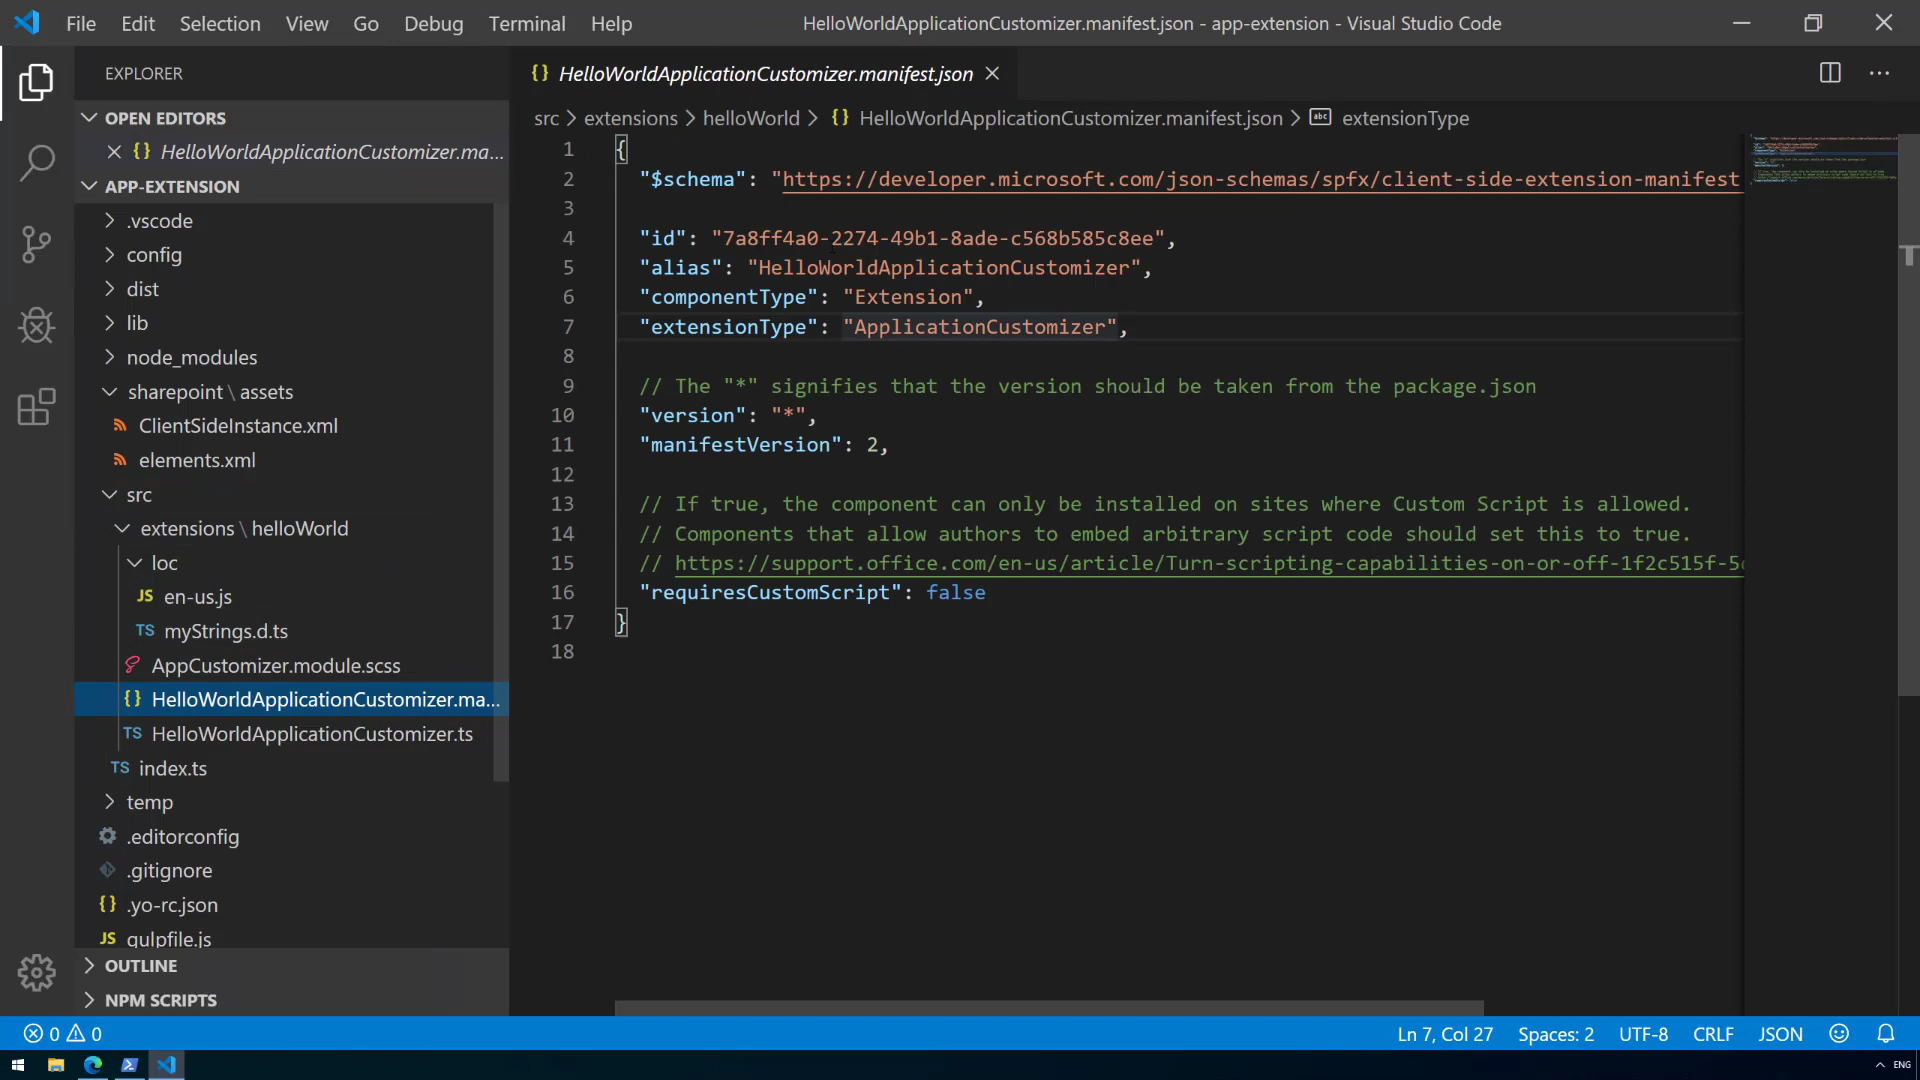 File Edit Selection View Go Debug Terminal Help
HelloWorldApplicationCustomizer.manifest.json - app-extension - Visual Studio Code
EXPLORER
OPEN EDITORS
{} HelloWorldApplicationCustomizer.ma...
APP-EXTENSION
.vscode
config
dist
lib
node_modules
sharepoint \ assets
ClientSideInstance.xml
elements.xml
src
extensions \ helloWorld
loc
JS en-us.js
TS myStrings.d.ts
AppCustomizer.module.scss
{} HelloWorldApplicationCustomizer.ma...
TS HelloWorldApplicationCustomizer.ts
TS index.ts
temp
.editorconfig
.gitignore
{} .yo-rc.json
JS gulpfile.js
OUTLINE
NPM SCRIPTS
{} HelloWorldApplicationCustomizer.manifest.json
src > extensions > helloWorld > {} HelloWorldApplicationCustomizer.manifest.json > abc extensionType
1 {
2 "$schema": "https://developer.microsoft.com/json-schemas/spfx/client-side-extension-manifest
3
4 "id": "7a8ff4a0-2274-49b1-8ade-c568b585c8ee",
5 "alias": "HelloWorldApplicationCustomizer",
6 "componentType": "Extension",
7 "extensionType": "ApplicationCustomizer",
8
9 // The "*" signifies that the version should be taken from the package.json
10 "version": "*",
11 "manifestVersion": 2,
12
13 // If true, the component can only be installed on sites where Custom Script is allowed.
14 // Components that allow authors to embed arbitrary script code should set this to true.
15 // https://support.office.com/en-us/article/Turn-scripting-capabilities-on-or-off-1f2c515f-5
16 "requiresCustomScript": false
17 }
18
0 0
Ln 7, Col 27 Spaces: 2 UTF-8 CRLF JSON
ENG